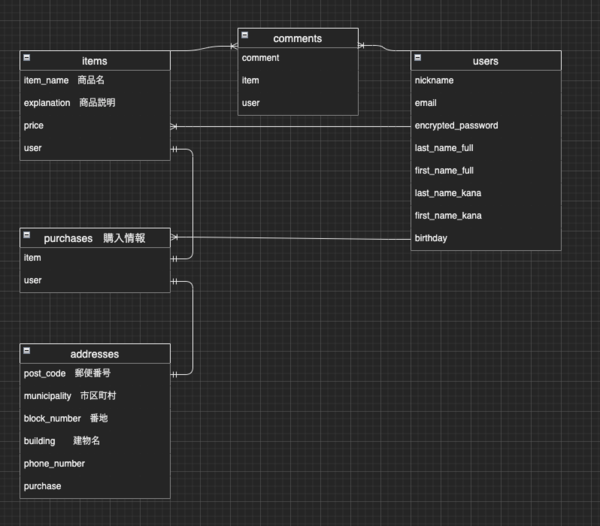 comments
comment
item
user
items
item_name 商品名
explanation 商品説明
price
user
users
nickname
email
encrypted_password
last_name_full
first_name_full
last_name_kana
first_name_kana
birthday
purchases 購入情報
item
user
addresses
post_code 郵便番号
municipality 市区町村
block_number 番地
building 建物名
phone_number
purchase